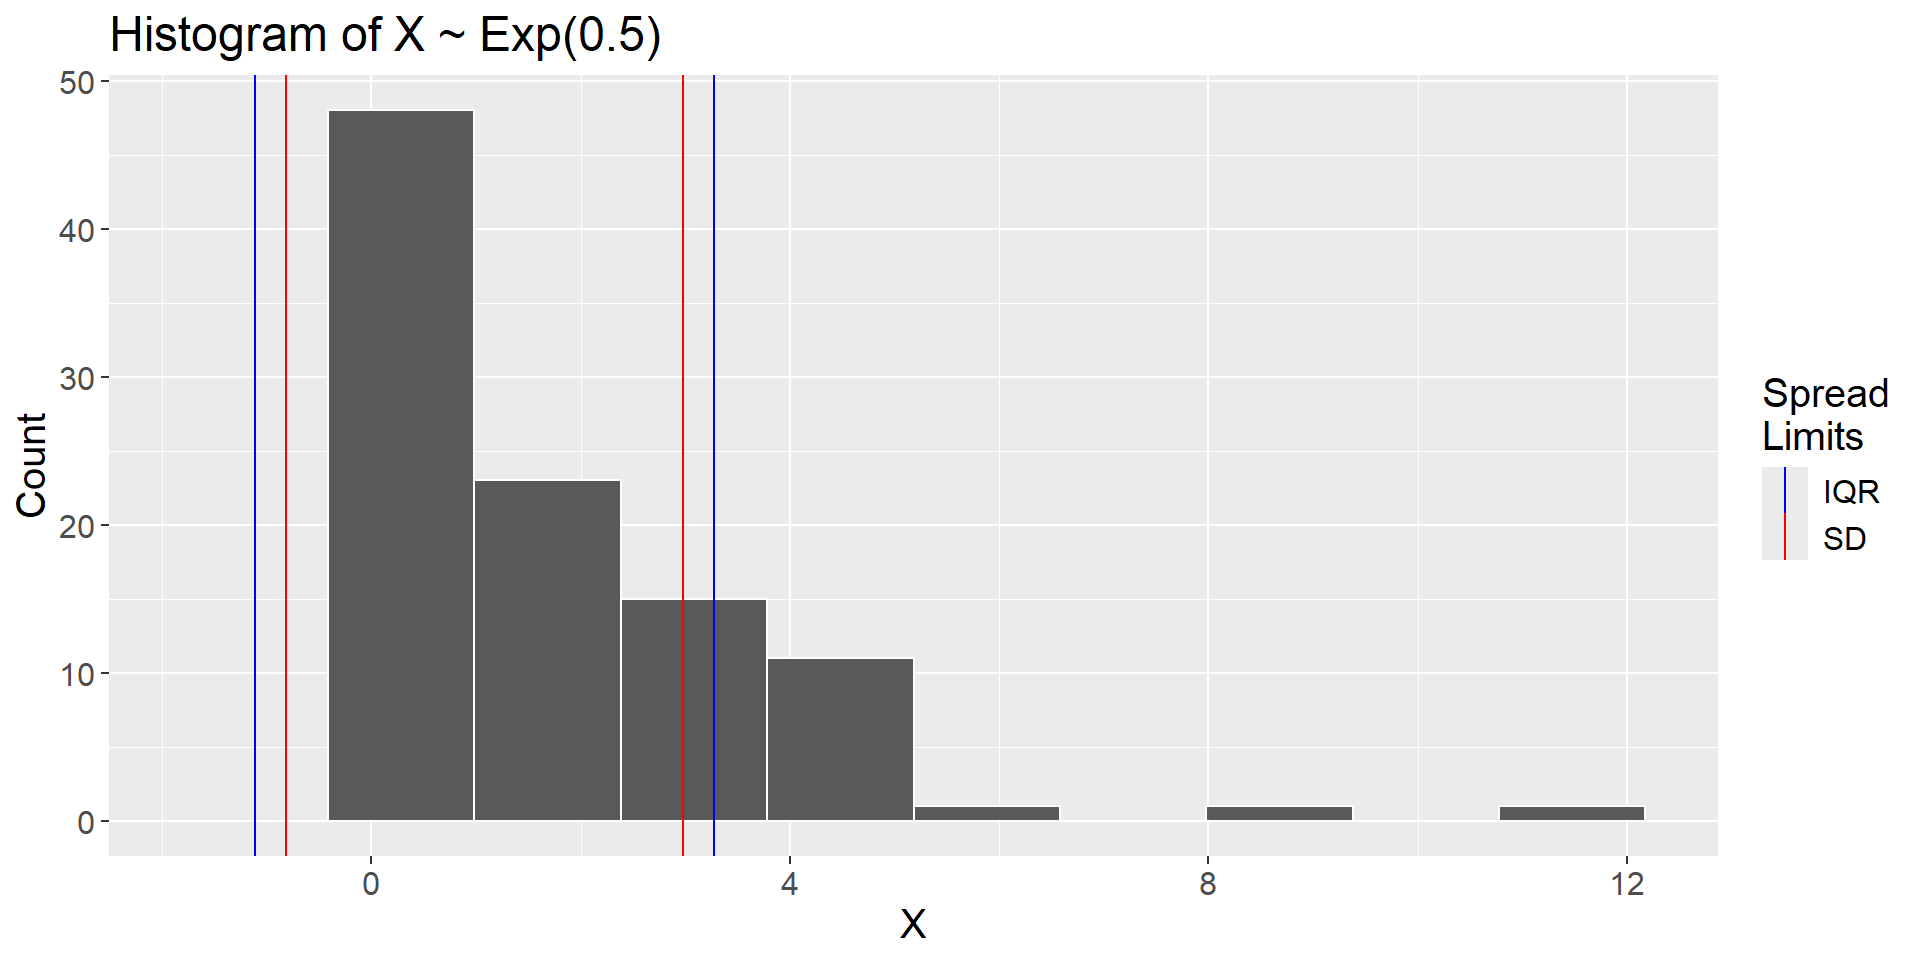 Histogram of X ~ Exp(0.5)
50
40
30
20
10
0
Count
0 4 8 12
X
Spread
Limits
IQR
SD